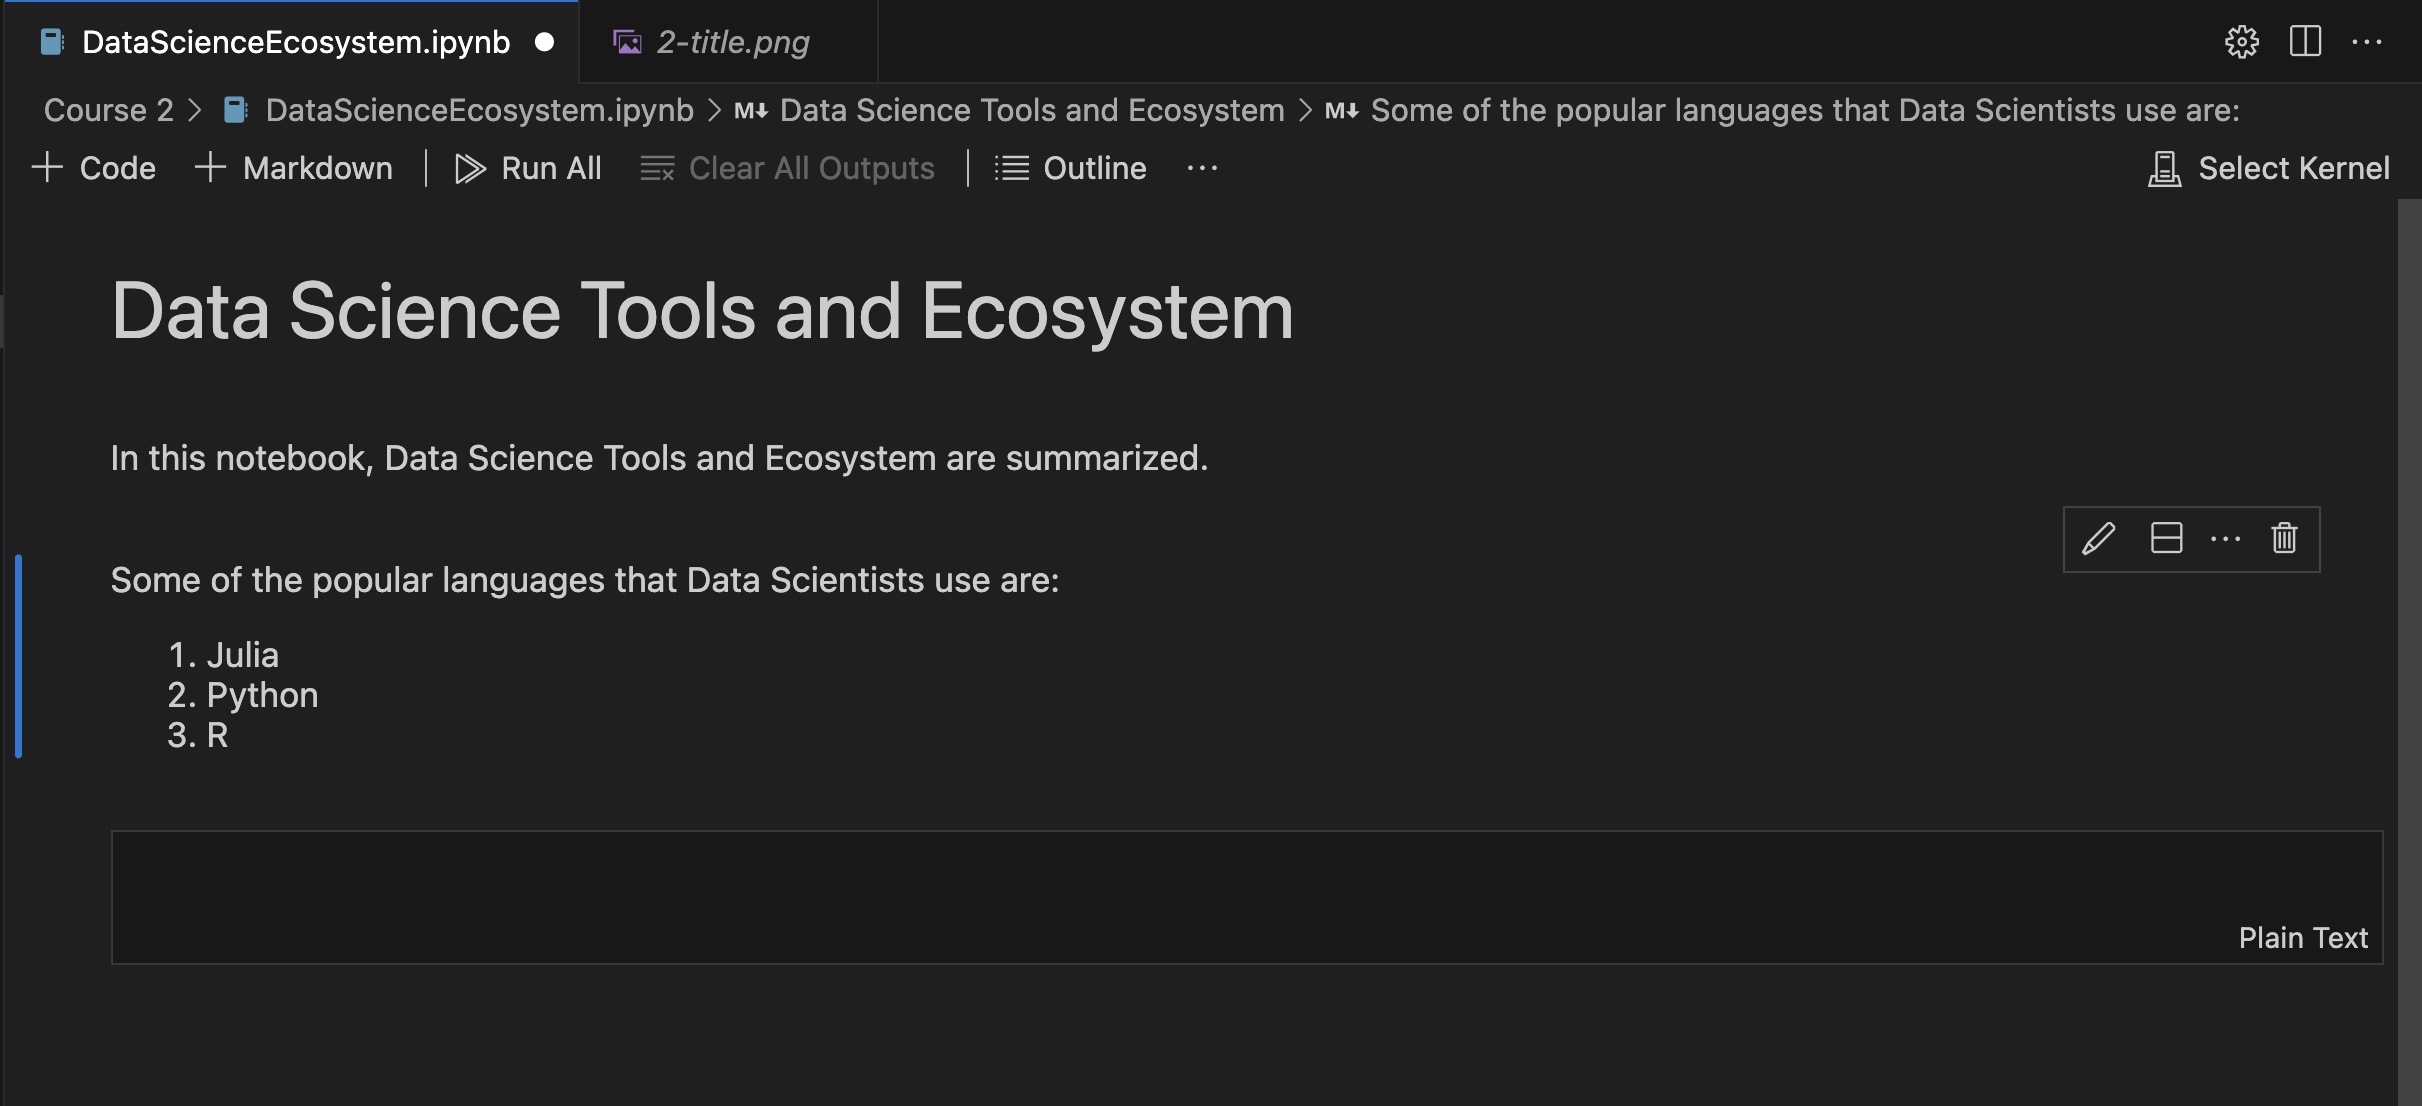 DataScienceEcosystem.ipynb 2-title.png
Course 2 > DataScienceEcosystem.ipynb > M↓ Data Science Tools and Ecosystem > M↓ Some of the popular languages that Data Scientists use are:
+ Code + Markdown | Run All Clear All Outputs | Outline ... Select Kernel
Data Science Tools and Ecosystem
In this notebook, Data Science Tools and Ecosystem are summarized.
Some of the popular languages that Data Scientists use are:
1. Julia
2. Python
3. R
Plain Text